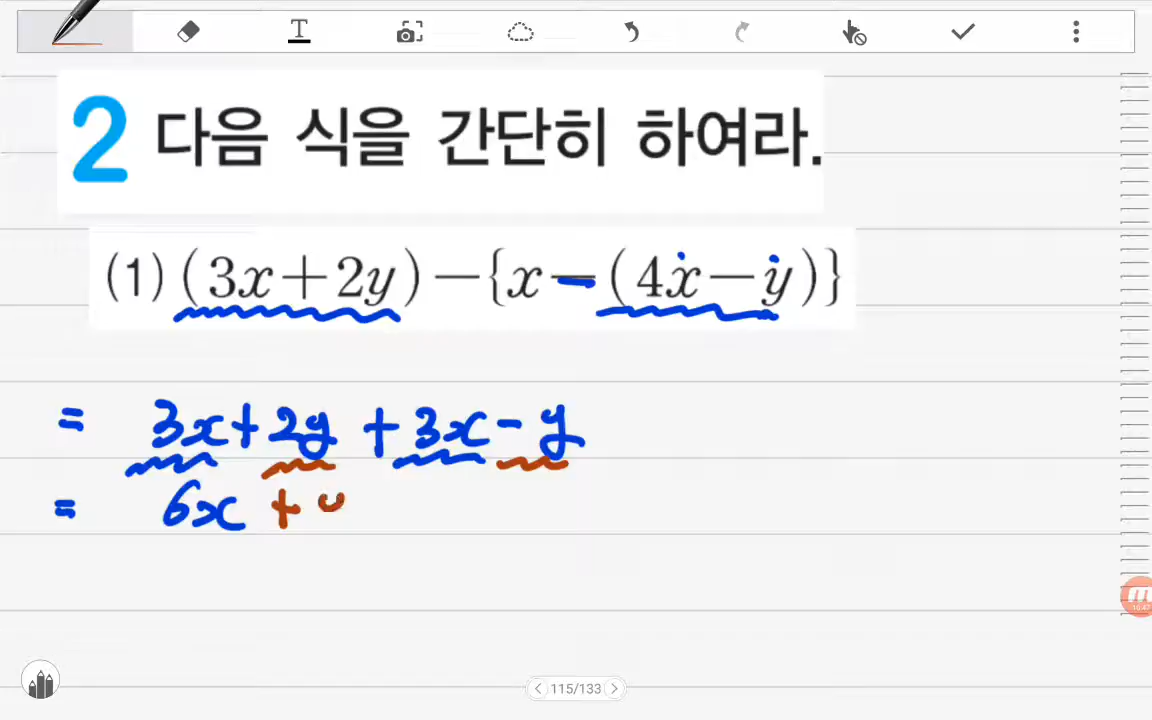 T
2 다음 식을 간단히 하여라.
(1) (3x+2y)-{x-(4x-y)}
= 3x+2y +3x-y
= 6x +
115/133